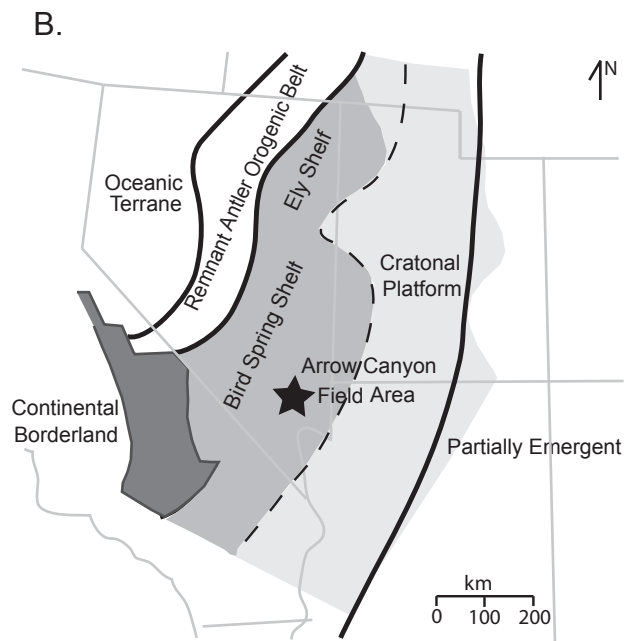 B.
N
Remnant Antler Orogenic Belt
Oceanic
Terrane
Ely Shelf
Cratonal
Platform
Bird Spring Shelf
Arrow Canyon
Field Area
Continental
Borderland
Partially Emergent
km
0 100 200